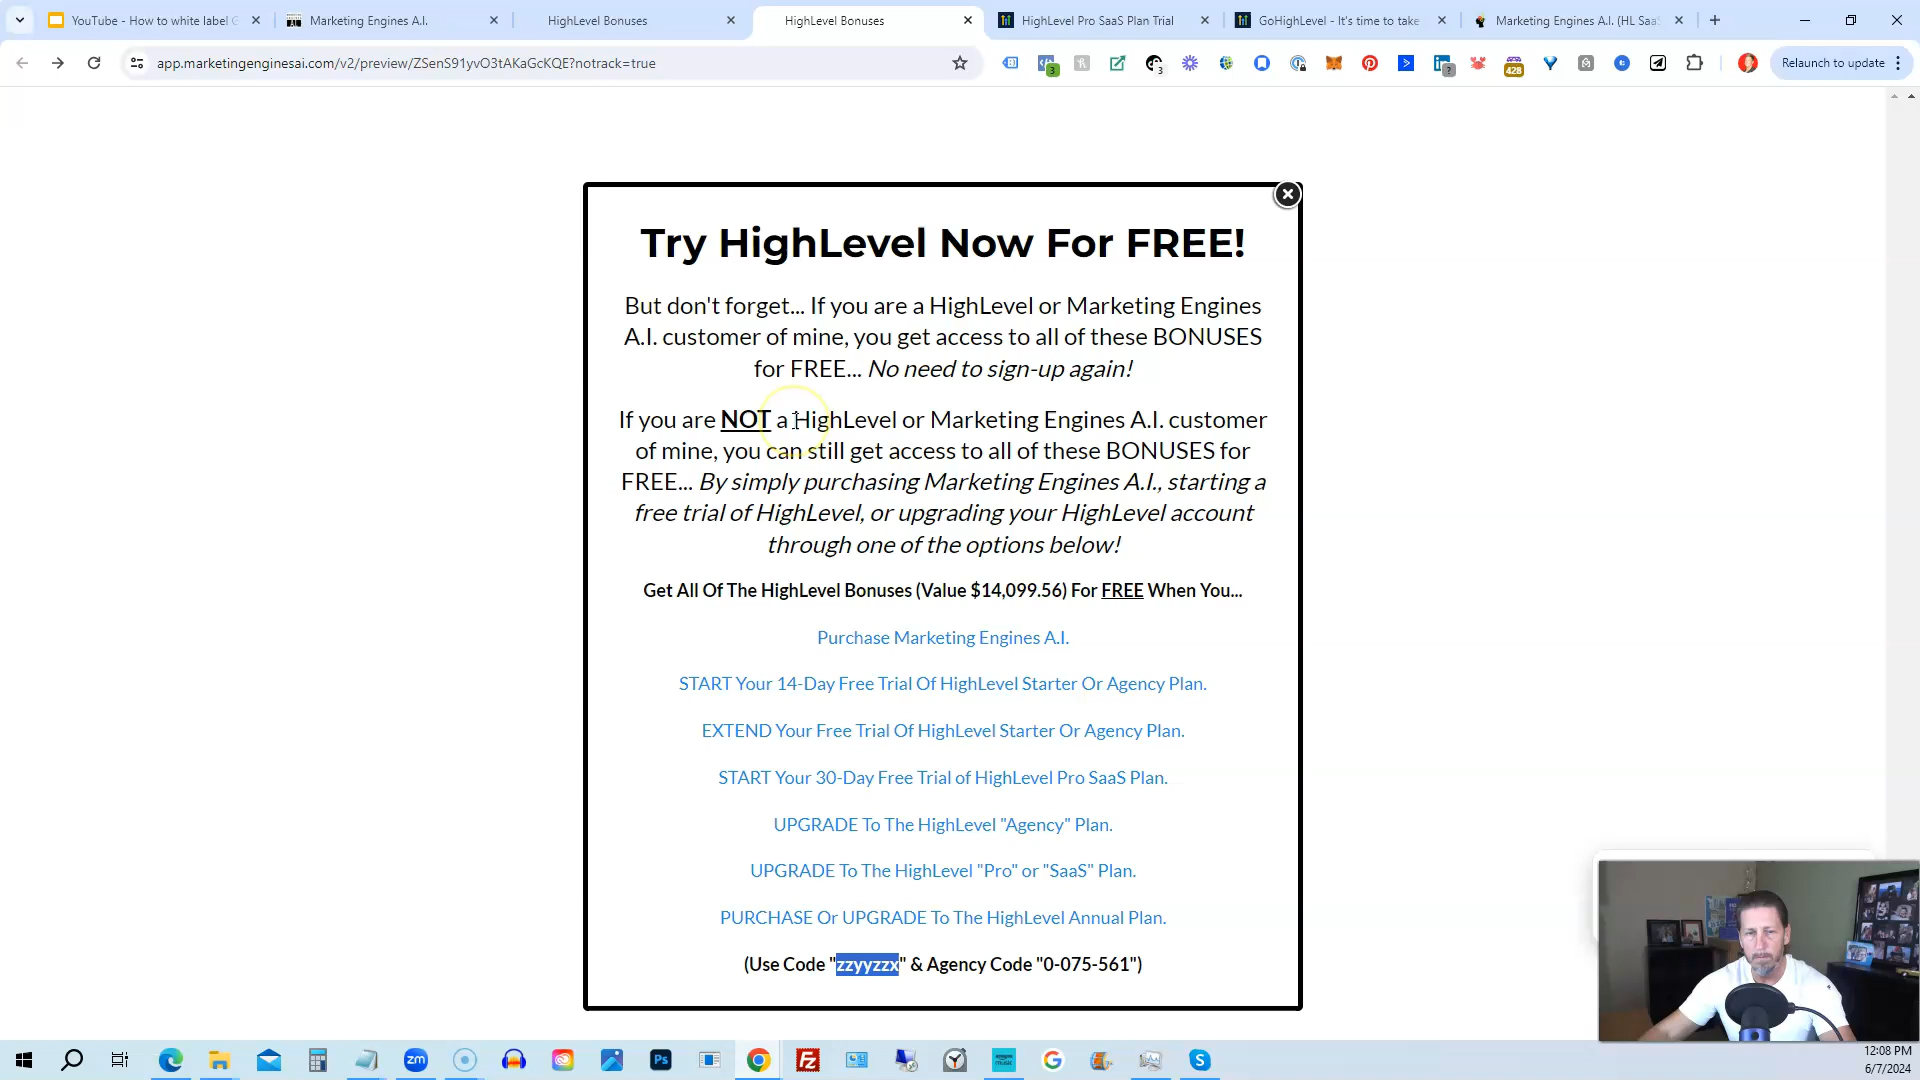 YouTube - How to white label G
Marketing Engines A.I.
HighLevel Bonuses
HighLevel Bonuses
HighLevel Pro SaaS Plan Trial
GoHighLevel - It's time to take
Marketing Engines A.I. (HL Saa
app.marketingenginesai.com/v2/preview/ZSenS91yvO3tAKaGcKQE?notrack=true
3
3
?
428
Relaunch to update
Try HighLevel Now For FREE!
But don't forget... If you are a HighLevel or Marketing Engines
A.I. customer of mine, you get access to all of these BONUSES
for FREE... No need to sign-up again!
If you are NOT a HighLevel or Marketing Engines A.I. customer
of mine, you can still get access to all of these BONUSES for
FREE... By simply purchasing Marketing Engines A.I., starting a
free trial of HighLevel, or upgrading your HighLevel account
through one of the options below!
Get All Of The HighLevel Bonuses (Value $14,099.56) For FREE When You...
Purchase Marketing Engines A.I.
START Your 14-Day Free Trial Of HighLevel Starter Or Agency Plan.
EXTEND Your Free Trial Of HighLevel Starter Or Agency Plan.
START Your 30-Day Free Trial of HighLevel Pro SaaS Plan.
UPGRADE To The HighLevel "Agency" Plan.
UPGRADE To The HighLevel "Pro" or "SaaS" Plan.
PURCHASE Or UPGRADE To The HighLevel Annual Plan.
(Use Code "zzyyzzx" & Agency Code "0-075-561")
zm
Ps
Fz
12:08 PM
6/7/2024